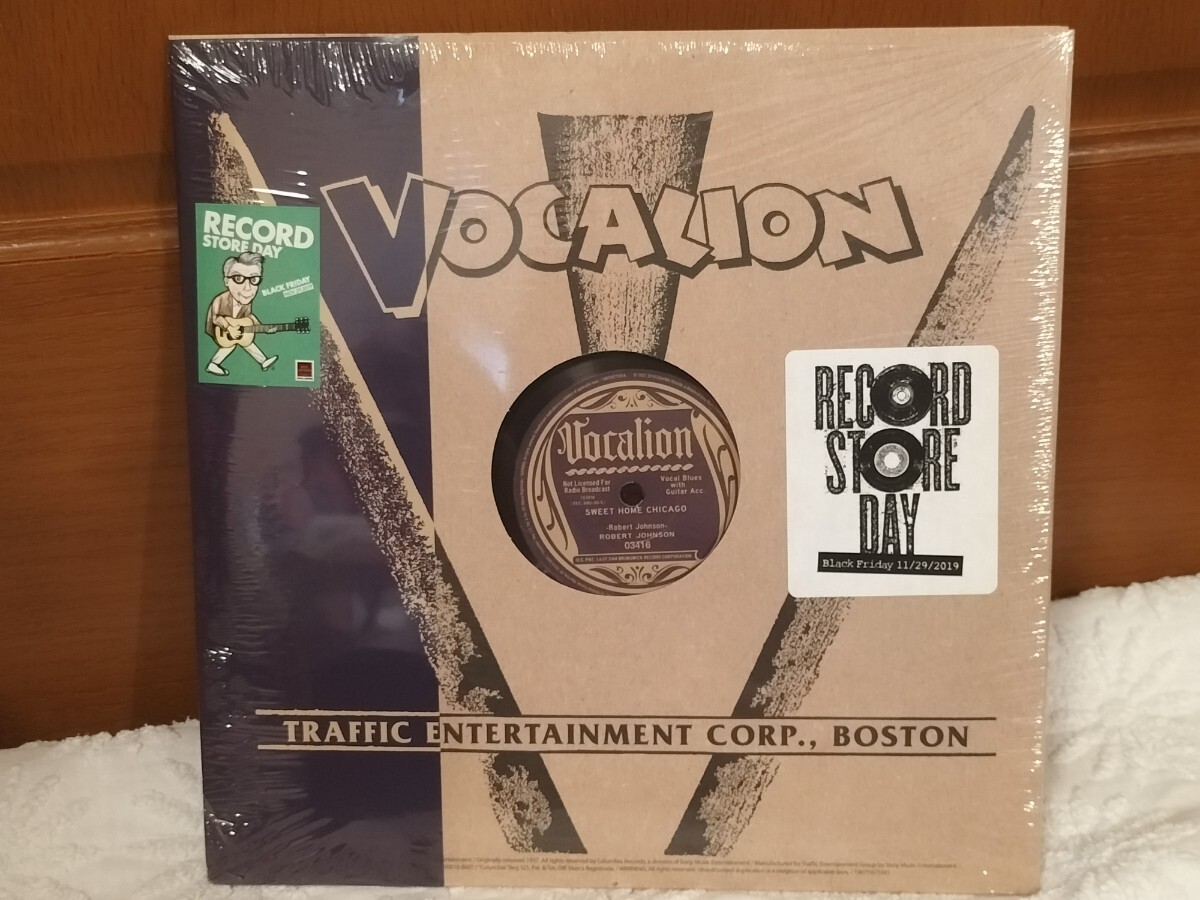 VOCALION
RECORD
STORE DAY
BLACK FRIDAY
Vocalion
Not Licensed For
Radio Broadcast
Vocal Blues
with
Guitar Acc
SWEET HOME CHICAGO
-Robert Johnson-
ROBERT JOHNSON
03416
RECORD
STORE
DAY
Black Friday 11/29/2019
TRAFFIC ENTERTAINMENT CORP., BOSTON